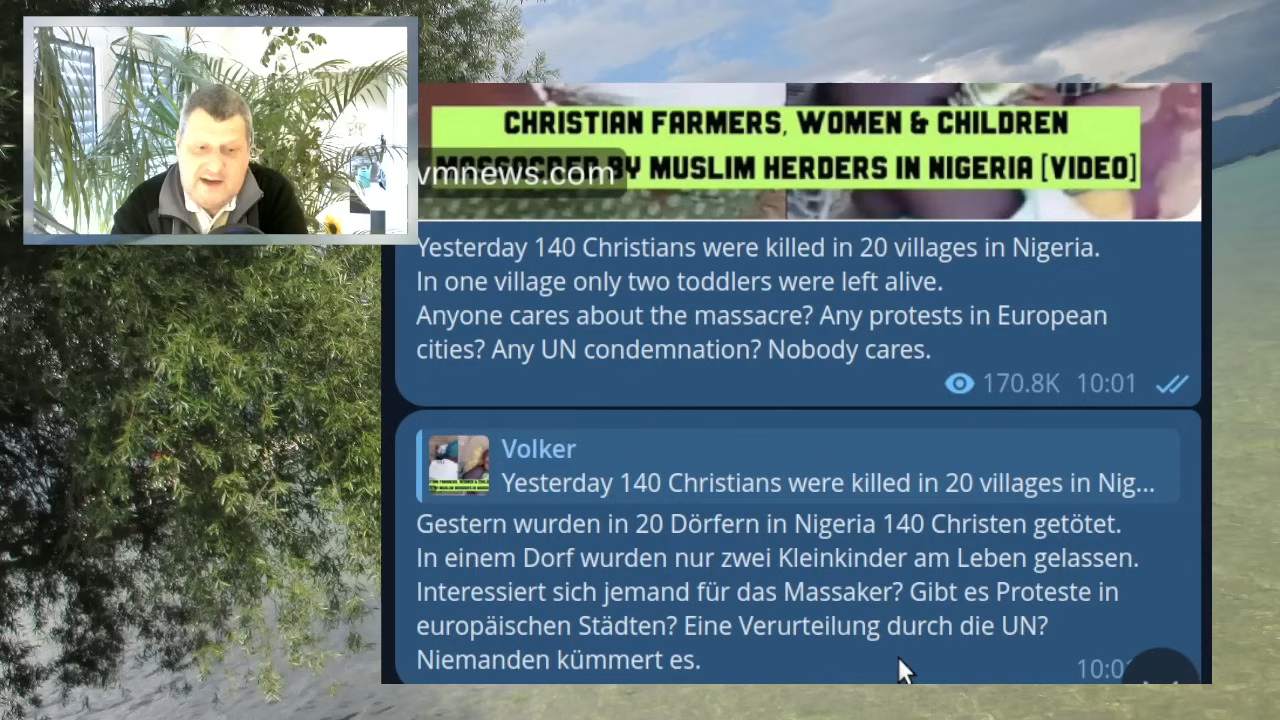 CHRISTIAN FARMERS, WOMEN & CHILDREN
BY MUSLIM HERDERS IN NIGERIA [VIDEO]
vmnews.com
Yesterday 140 Christians were killed in 20 villages in Nigeria.
In one village only two toddlers were left alive.
Anyone cares about the massacre? Any protests in European
cities? Any UN condemnation? Nobody cares.
170.8K 10:01
Volker
Yesterday 140 Christians were killed in 20 villages in Nig...
Gestern wurden in 20 Dörfern in Nigeria 140 Christen getötet.
In einem Dorf wurden nur zwei Kleinkinder am Leben gelassen.
Interessiert sich jemand für das Massaker? Gibt es Proteste in
europäischen Städten? Eine Verurteilung durch die UN?
Niemanden kümmert es.